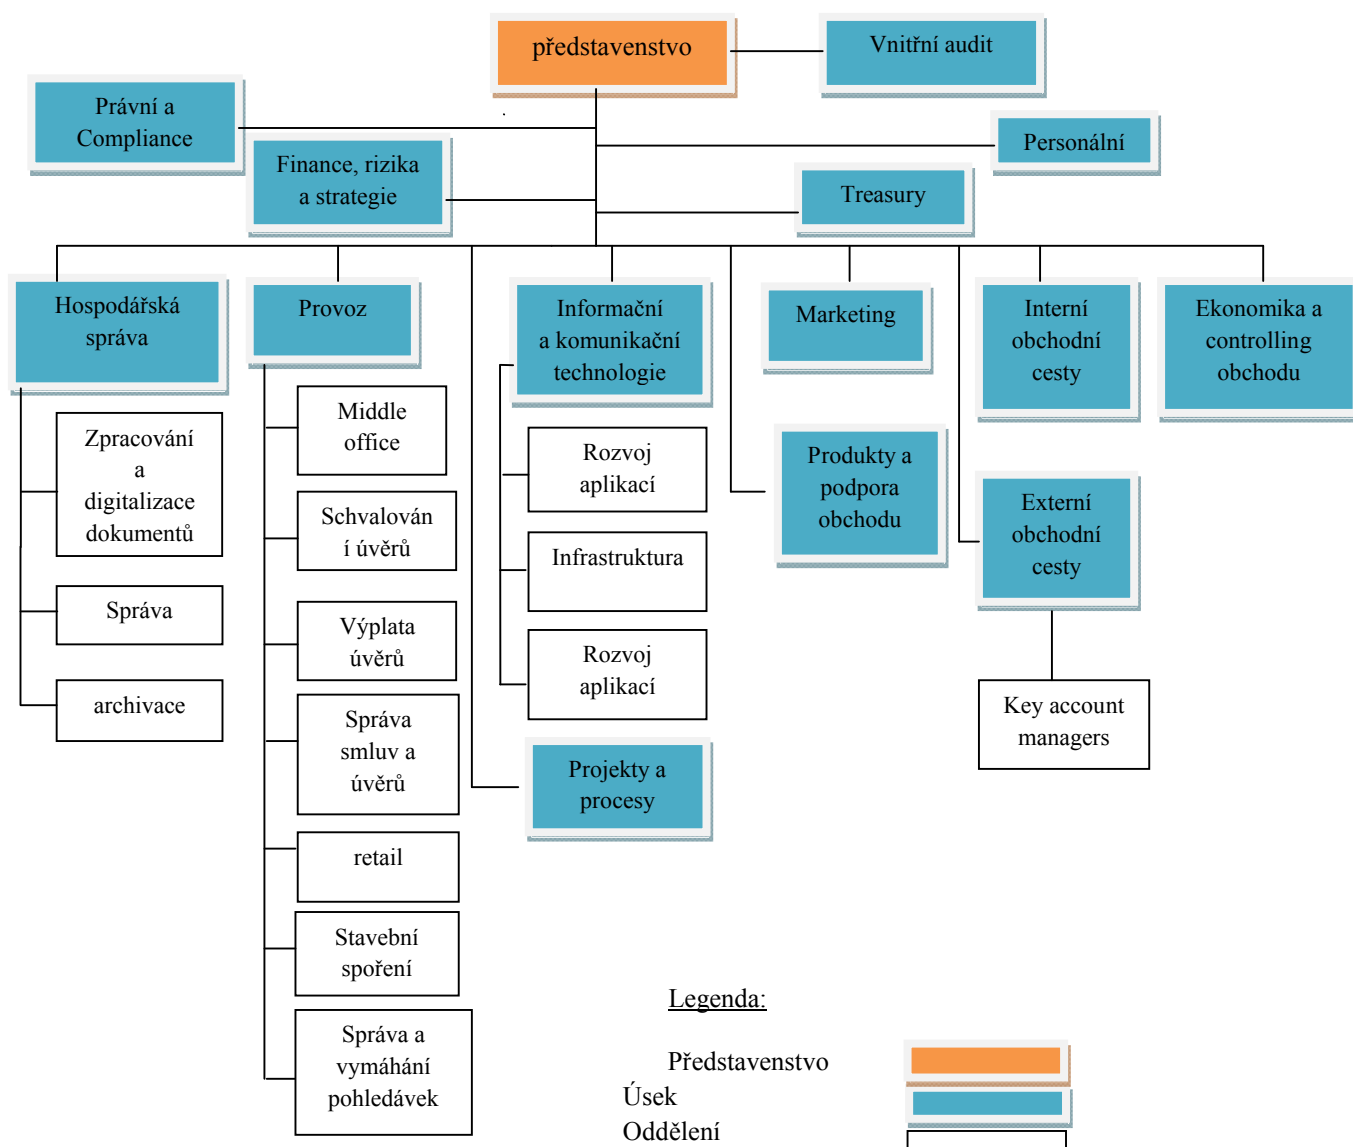 představenstvo
Vnitřní audit
Právní a
Compliance
Personální
Finance, rizika
a strategie
Treasury
Hospodářská
správa
Provoz
Informační
a komunikační
technologie
Marketing
Interní
obchodní
cesty
Ekonomika a
controlling
obchodu
Zpracování
a
digitalizace
dokumentů
Správa
archivace
Middle
office
Schvalován
í úvěrů
Výplata
úvěrů
Správa
smluv a
úvěrů
retail
Stavební
spoření
Správa a
vymáhání
pohledávek
Rozvoj
aplikací
Infrastruktura
Rozvoj
aplikací
Projekty a
procesy
Produkty a
podpora
obchodu
Externí
obchodní
cesty
Key account
managers
Legenda:
Představenstvo
Úsek
Oddělení